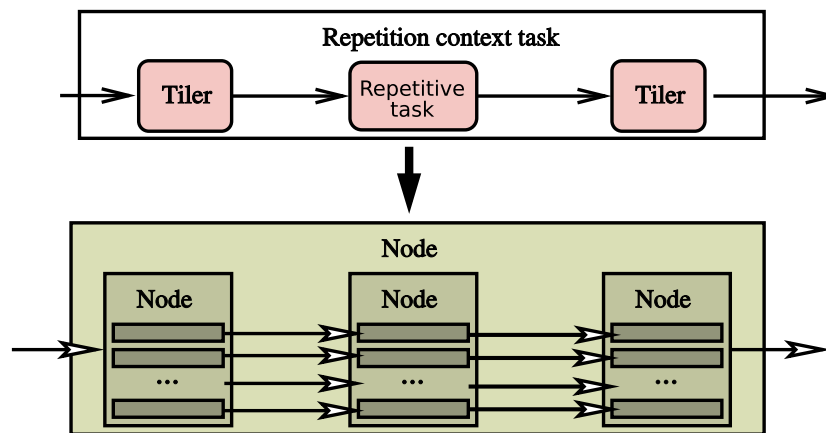 Repetition context task
Tiler
Repetitive
task
Tiler
Node
Node
Node
Node
...
...
...